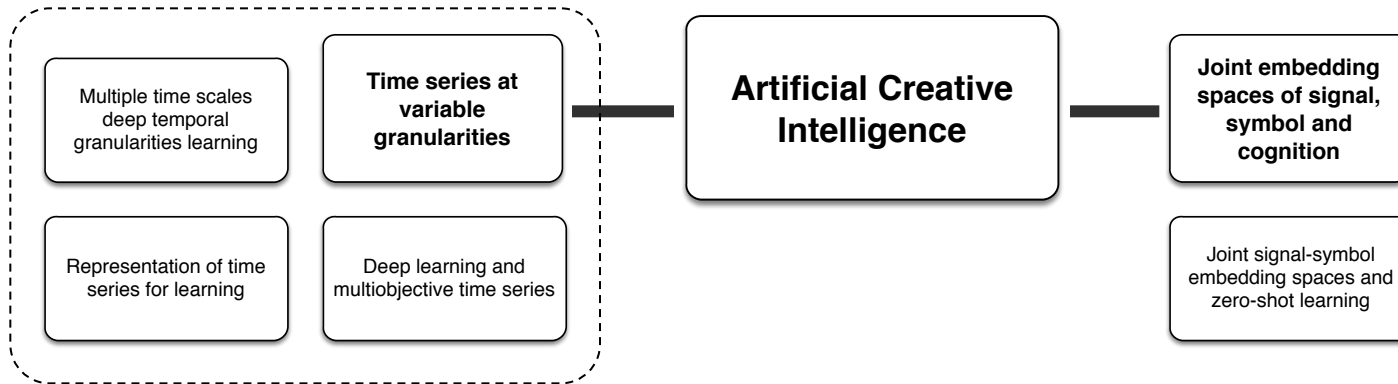 Multiple time scales
deep temporal
granularities learning
Time series at
variable
granularities
Representation of time
series for learning
Deep learning and
multiobjective time series
Artificial Creative
Intelligence
Joint embedding
spaces of signal,
symbol and
cognition
Joint signal-symbol
embedding spaces and
zero-shot learning